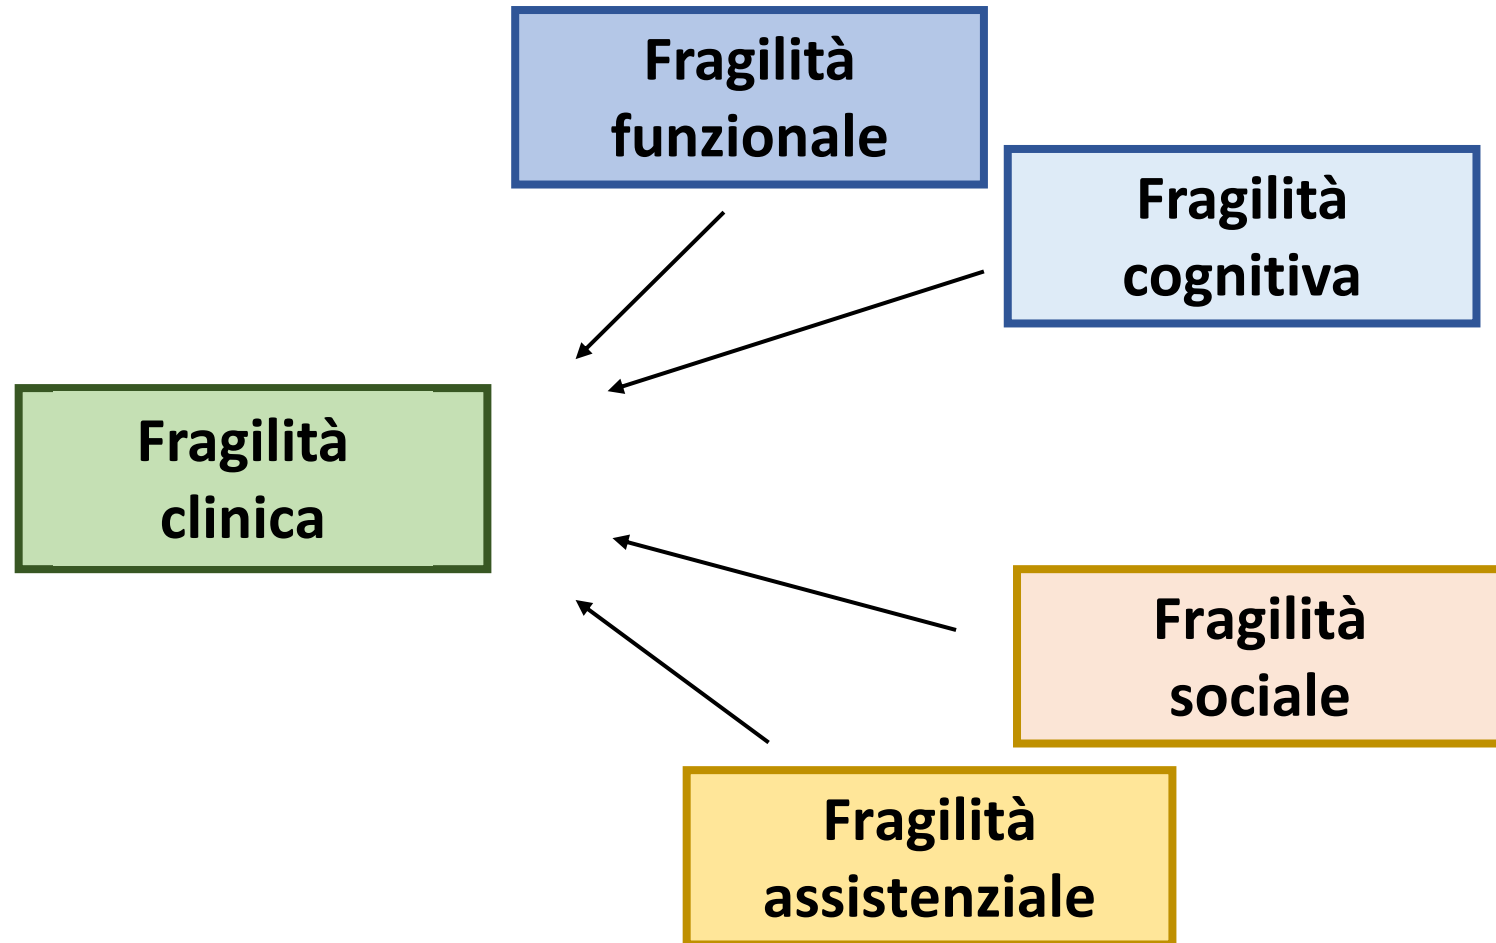 Fragilità
funzionale
Fragilità
cognitiva
Fragilità
clinica
Fragilità
sociale
Fragilità
assistenziale